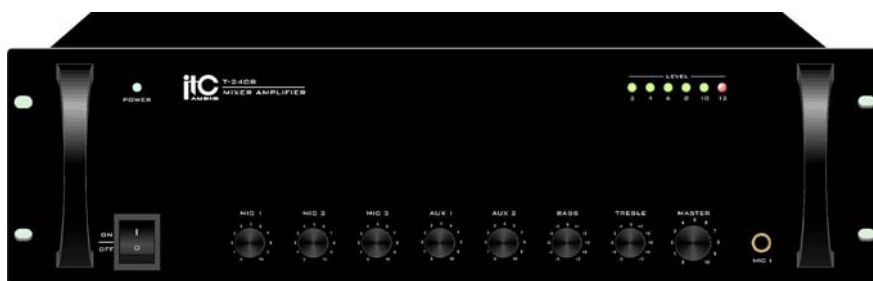 itC
AUDIO
T-240B
MIXER AMPLIFIER
POWER
LEVEL
2 4 6 8 10 12
ON
OFF
I
O
MIC 1 MIC 2 MIC 3 AUX 1 AUX 2 BASS TREBLE MASTER
MIC 1